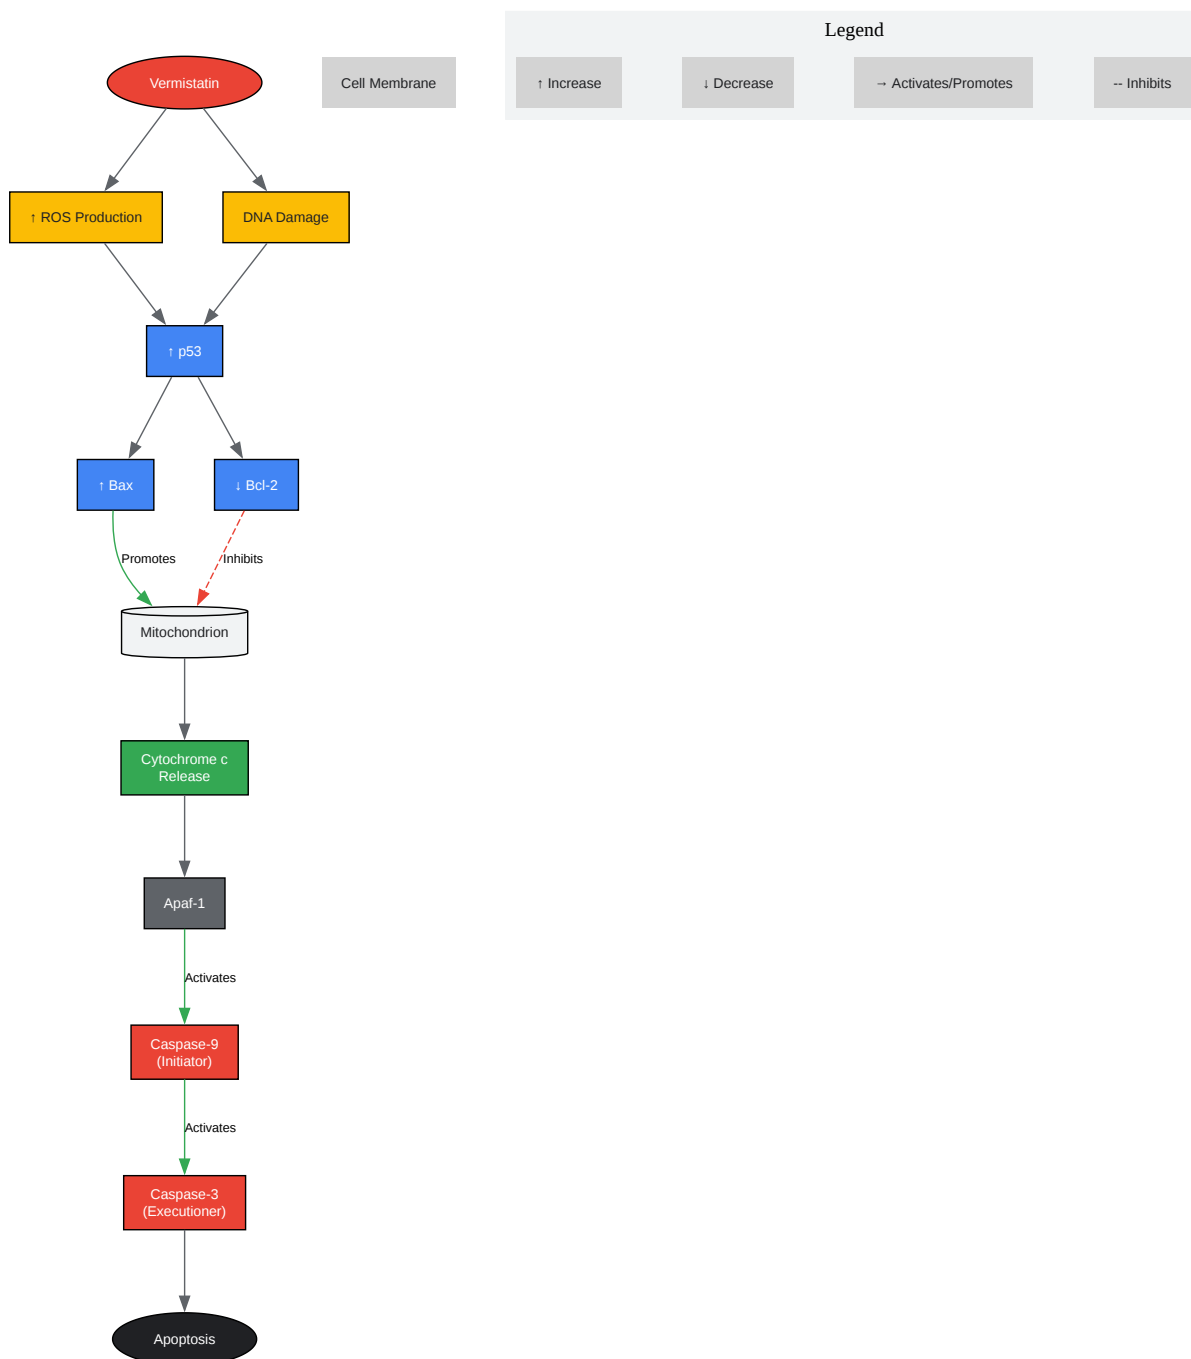 Legend
Vermistatin
Cell Membrane
↑ Increase
↓ Decrease
→ Activates/Promotes
-- Inhibits
↑ ROS Production
DNA Damage
↑ p53
↑ Bax
↓ Bcl-2
Promotes
Inhibits
Mitochondrion
Cytochrome c
Release
Apaf-1
Activates
Caspase-9
(Initiator)
Activates
Caspase-3
(Executioner)
Apoptosis